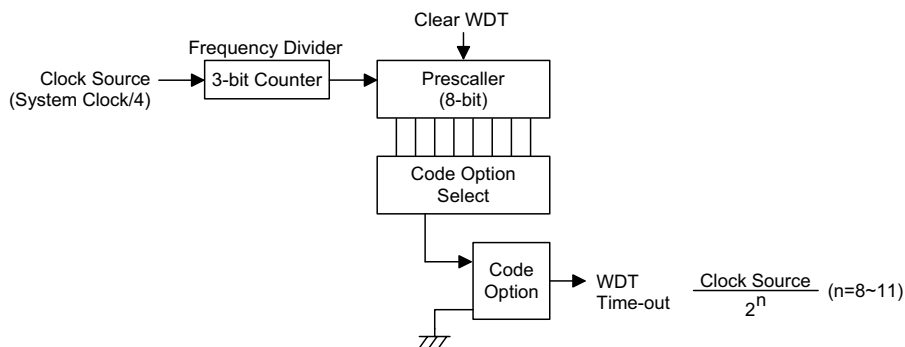 Clear WDT
Frequency Divider
Clock Source
(System Clock/4)
3-bit Counter
Prescaller
(8-bit)
Code Option
Select
Code
Option
WDT
Time-out
Clock Source
2^n
(n=8~11)